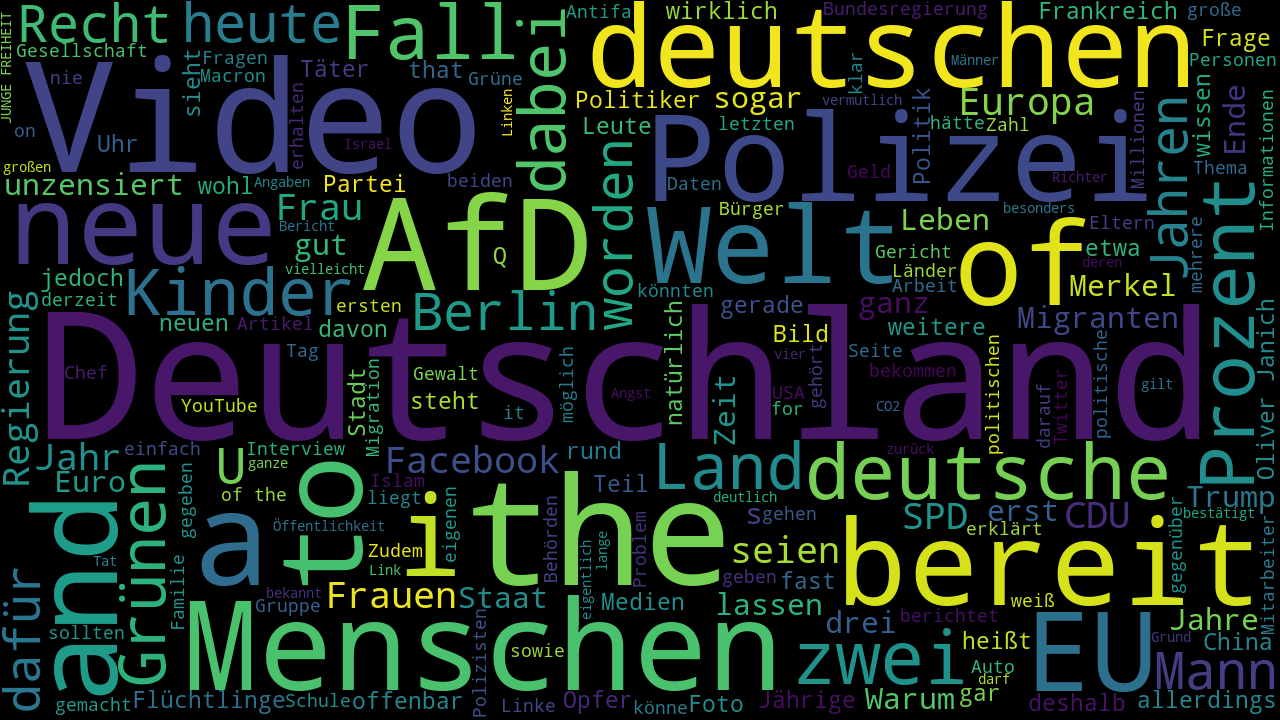 JUNGE FREIHEIT
Recht
heute
Fall
dabei
Antifa
wirklich
Bundesregierung
Frankreich
große
Gesellschaft
Fragen
sieht
deutschen
Frage
nie
Macron
Täter
that
Grüne
Männer
Personen
Video
Linken
Politiker
sogar
vermutlich
klar
Europa
on
Uhr
erhalten
Israel
Leute
letzten
Polizei
Politik
hätte
Zahl
Millionen
Jahren
wissen
Ende
Informationen
großen
unzensiert
wohl
Angaben
Partei
beiden
worden
Daten
Geld
Richter
Thema
neue
Frau
Bericht
AfD
Bürger
Welt
Leben
besonders
Eltern
mehrere
Prozent
gut
Q
Gericht
of
etwa
jedoch
vielleicht
Länder
deren
derzeit
Kinder
ersten
Berlin
könnten
Arbeit
Merkel
Regierung
neuen
Artikel
davon
gerade
ganz
weitere
Migranten
natürlich
Bild
Deutschland
Tag
Chef
Stadt
Migration
Gewalt
steht
möglich
vier
gehört
Seite
bekommen
politischen
politische
darauf
Twitter
gilt
Oliver Janich
YouTube
it
Angst
Zeit
USA
for
CO2
Jahr
einfach
Interview
Facebook
rund
Land
deutsche
zurück
Euro
U
ganze
to
Islam
Teil
deutlich
Trump
and
Grünen
gegeben
of the
liegt
eigenen
the
s
gehen
SPD
erst
CDU
bestätigt
a
Öffentlichkeit
i
Behörden
eigentlich
lange
Problem
seien
erklärt
bereit
gegenüber
Mitarbeiter
Tat
Familie
Zudem
Link
geben
fast
dafür
bekannt
Gruppe
Frauen
Staat
Medien
lassen
weiß
drei
berichtet
Jahre
sollten
Menschen
Polizisten
sowie
zwei
heißt
EU
Grund
China
Auto
darf
Mann
gemacht
Flüchtlinge
Schule
offenbar
Linke
Opfer
könne
Foto
Jährige
Warum
gar
deshalb
allerdings